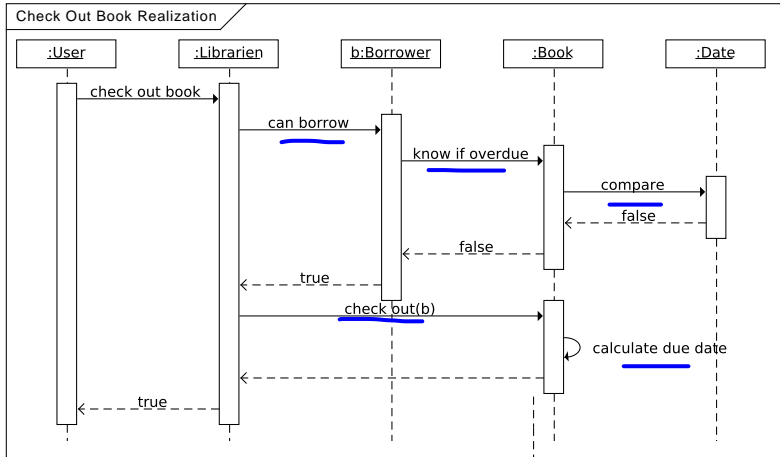 Check Out Book Realization
:User
:Librarien
b:Borrower
:Book
:Date
check out book
can borrow
know if overdue
compare
false
false
true
check out(b)
calculate due date
true